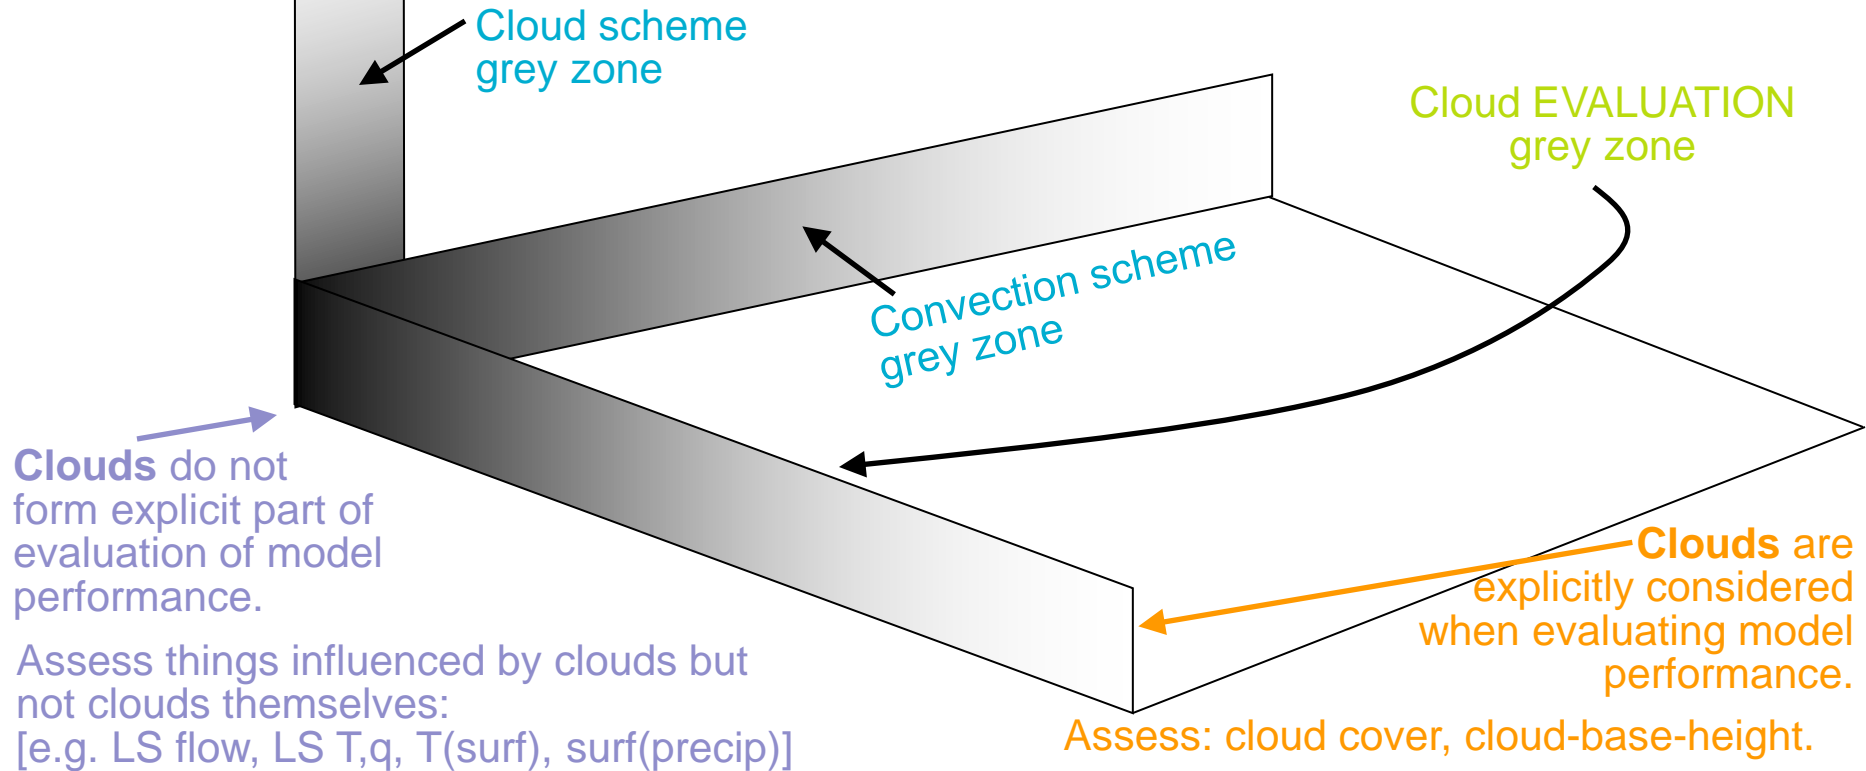 Cloud scheme
grey zone
Cloud EVALUATION
grey zone
Convection scheme
grey zone
Clouds do not
form explicit part of
evaluation of model
performance.
Assess things influenced by clouds but
not clouds themselves:
[e.g. LS flow, LS T,q, T(surf), surf(precip)]
Clouds are
explicitly considered
when evaluating model
performance.
Assess: cloud cover, cloud-base-height.